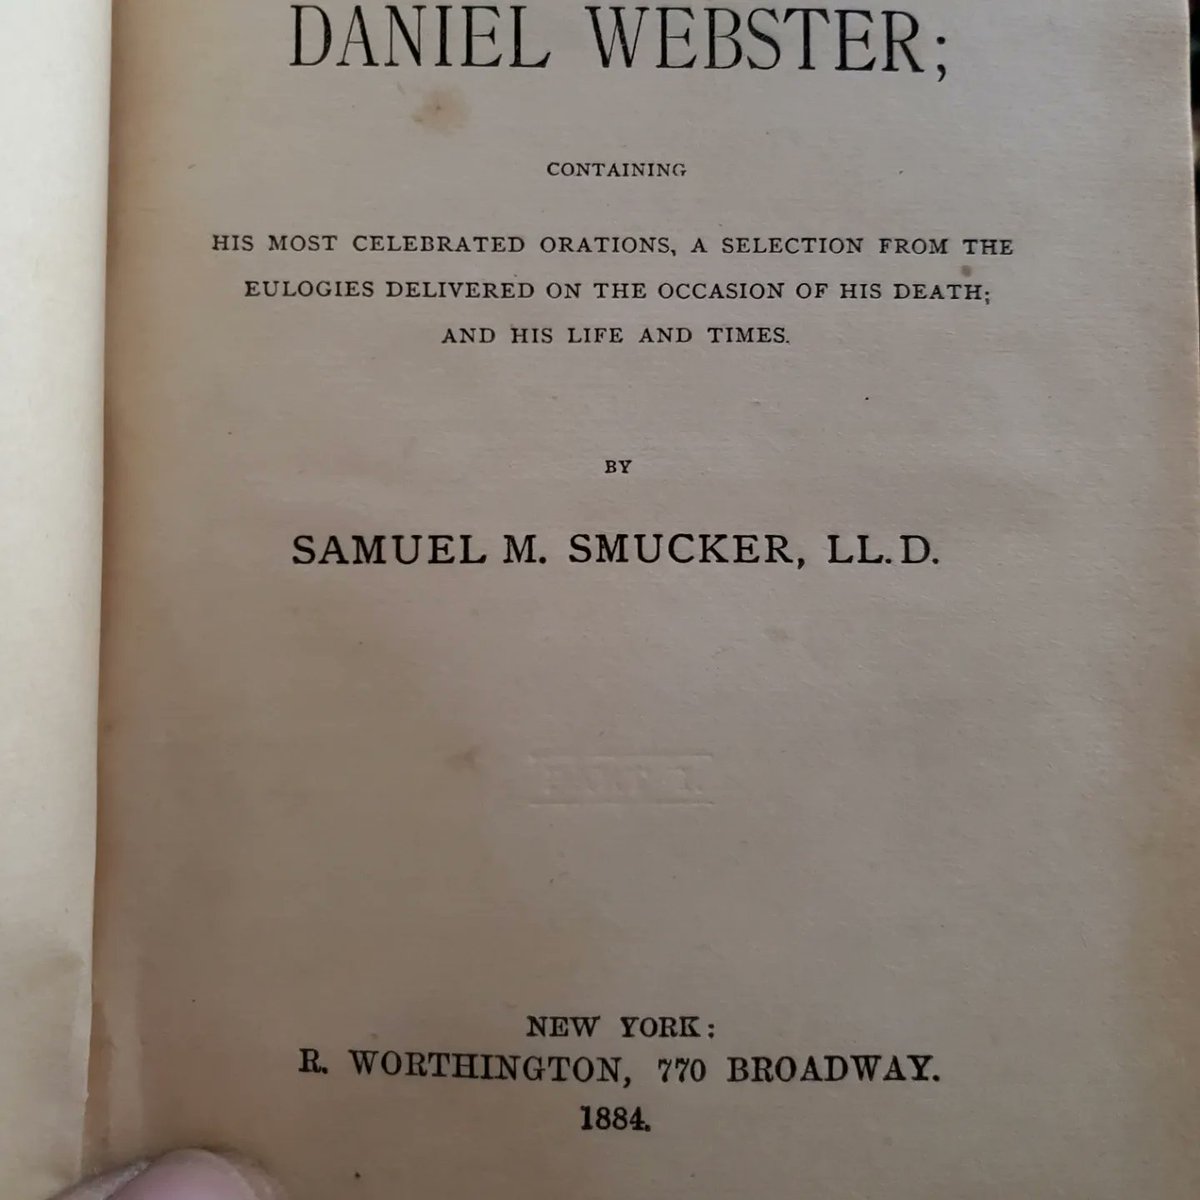 DANIEL WEBSTER;
CONTAINING
HIS MOST CELEBRATED ORATIONS, A SELECTION FROM THE
EULOGIES DELIVERED ON THE OCCASION OF HIS DEATH;
AND HIS LIFE AND TIMES.
BY
SAMUEL M. SMUCKER, LL.D.
NEW YORK:
R. WORTHINGTON, 770 BROADWAY.
1884.